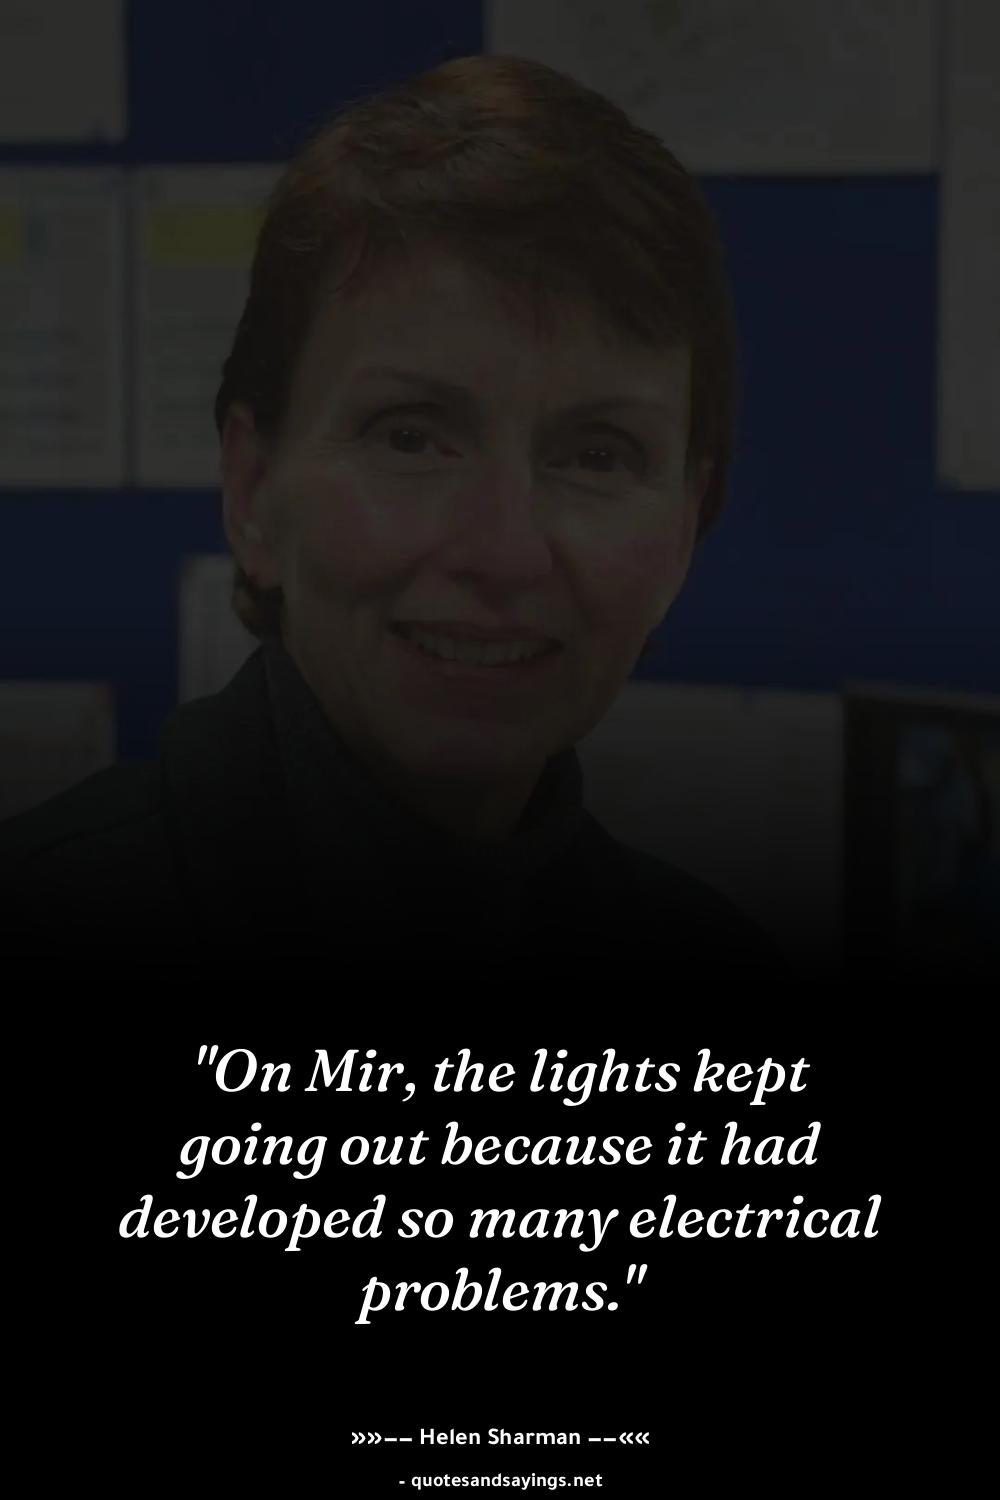 "On Mir, the lights kept
going out because it had
developed so many electrical
problems."
»»–– Helen Sharman ––««
- quotesandsayings.net